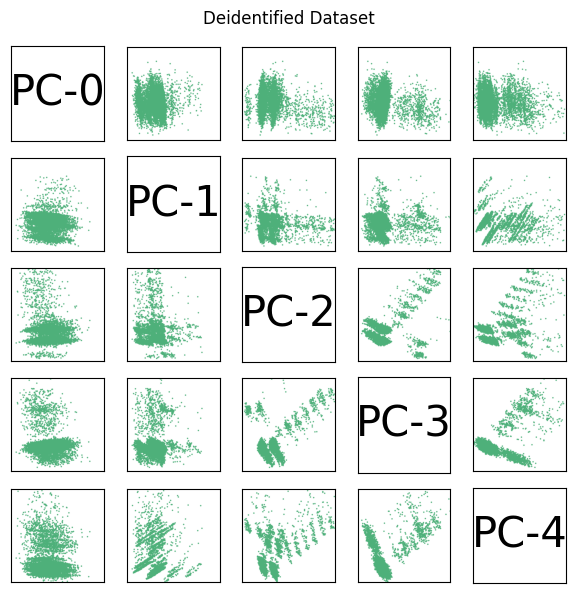 Deidentified Dataset
PC-0
PC-1
PC-2
PC-3
PC-4